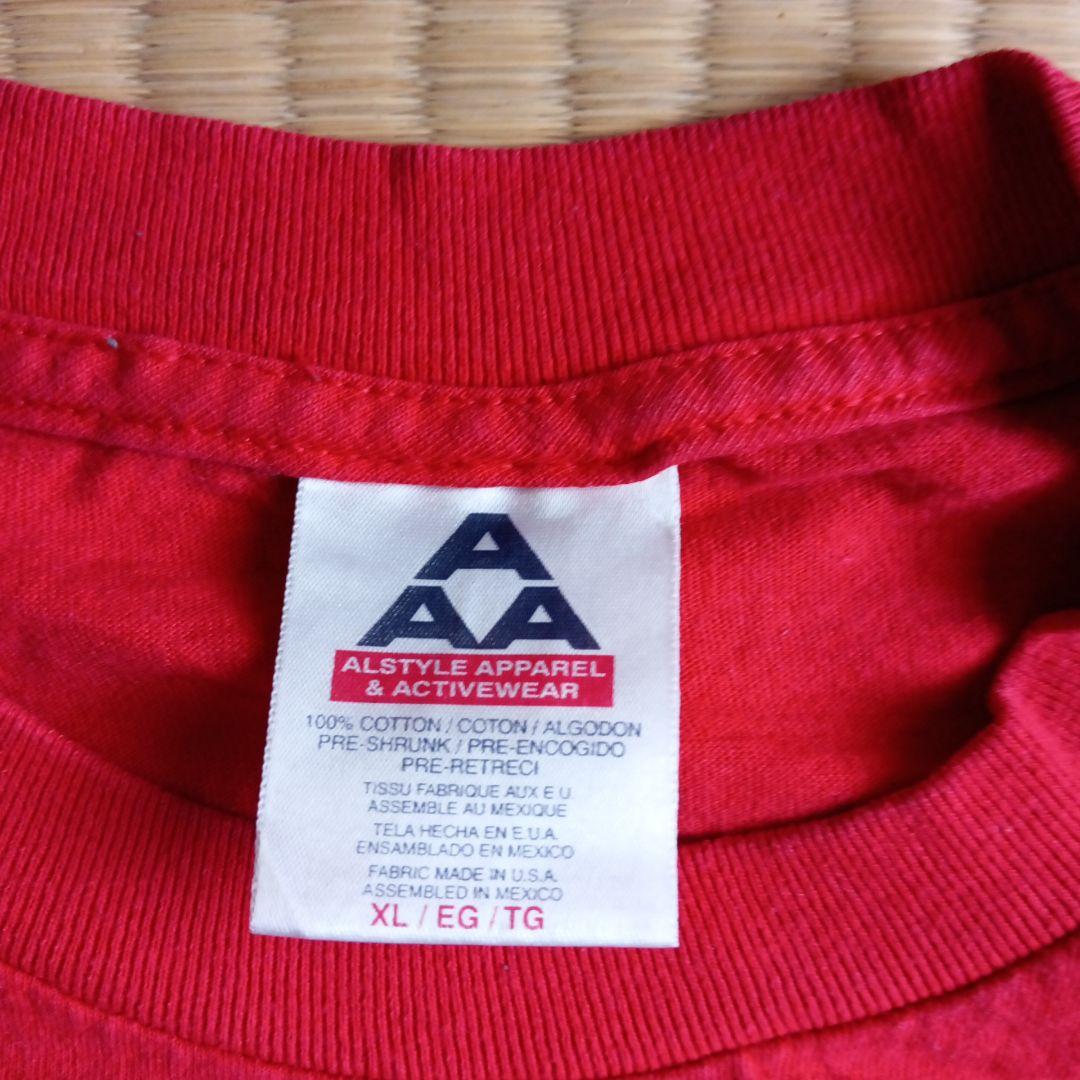 A
AA
ALSTYLE APPAREL
& ACTIVEWEAR
100% COTTON / COTON / ALGODON
PRE-SHRUNK / PRE-ENCOGIDO
PRE-RETRECI
TISSU FABRIQUE AUX E U.
ASSEMBLE AU MEXIQUE
TELA HECHA EN E.U.A.
ENSAMBLADO EN MEXICO
FABRIC MADE IN U.S.A.
ASSEMBLED IN MEXICO
XL / EG / TG